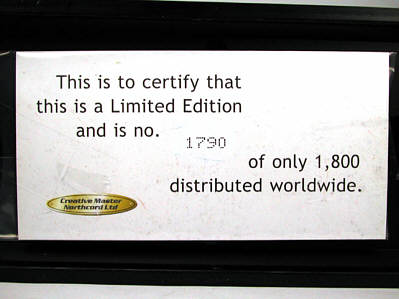 This is to certify that
this is a Limited Edition
and is no.
1790
of only 1,800
distributed worldwide.
Creative Master
Northcord Ltd